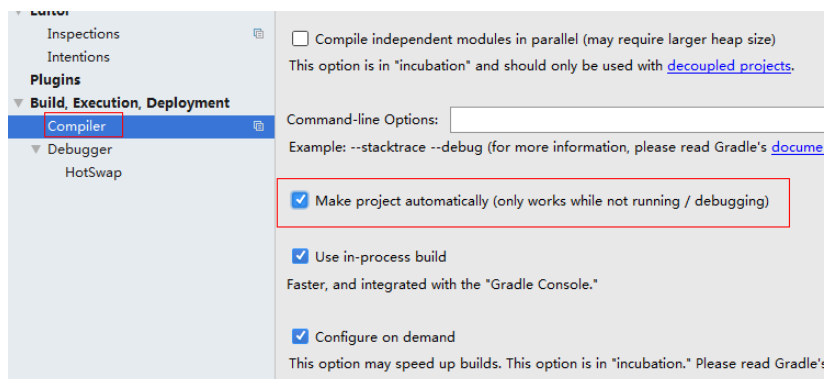 Inspections
Intentions
Plugins
Build, Execution, Deployment
Compiler
Debugger
HotSwap
Compile independent modules in parallel (may require larger heap size)
This option is in "incubation" and should only be used with decoupled projects.
Command-line Options:
Example: --stacktrace --debug (for more information, please read Gradle's docume
Make project automatically (only works while not running / debugging)
Use in-process build
Faster, and integrated with the "Gradle Console."
Configure on demand
This option may speed up builds. This option is in "incubation." Please read Gradle's